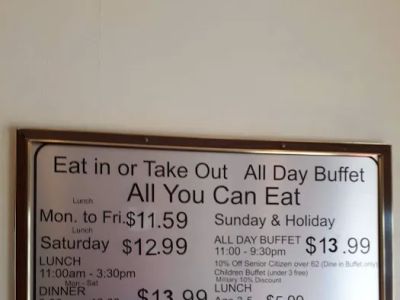 Eat in or Take Out All Day Buffet
All You Can Eat
Lunch
Mon. to Fri. $11.59
Lunch
Saturday $12.99
LUNCH
11:00am - 3:30pm
Mon - Sat
DINNER
$13.99
Sunday & Holiday
ALL DAY BUFFET $13.99
11:00 - 9:30pm
10% Off Senior Citizen over 62 (Dine in Buffet only)
Children Buffet (under 3 free)
Military 10% Discount
LUNCH